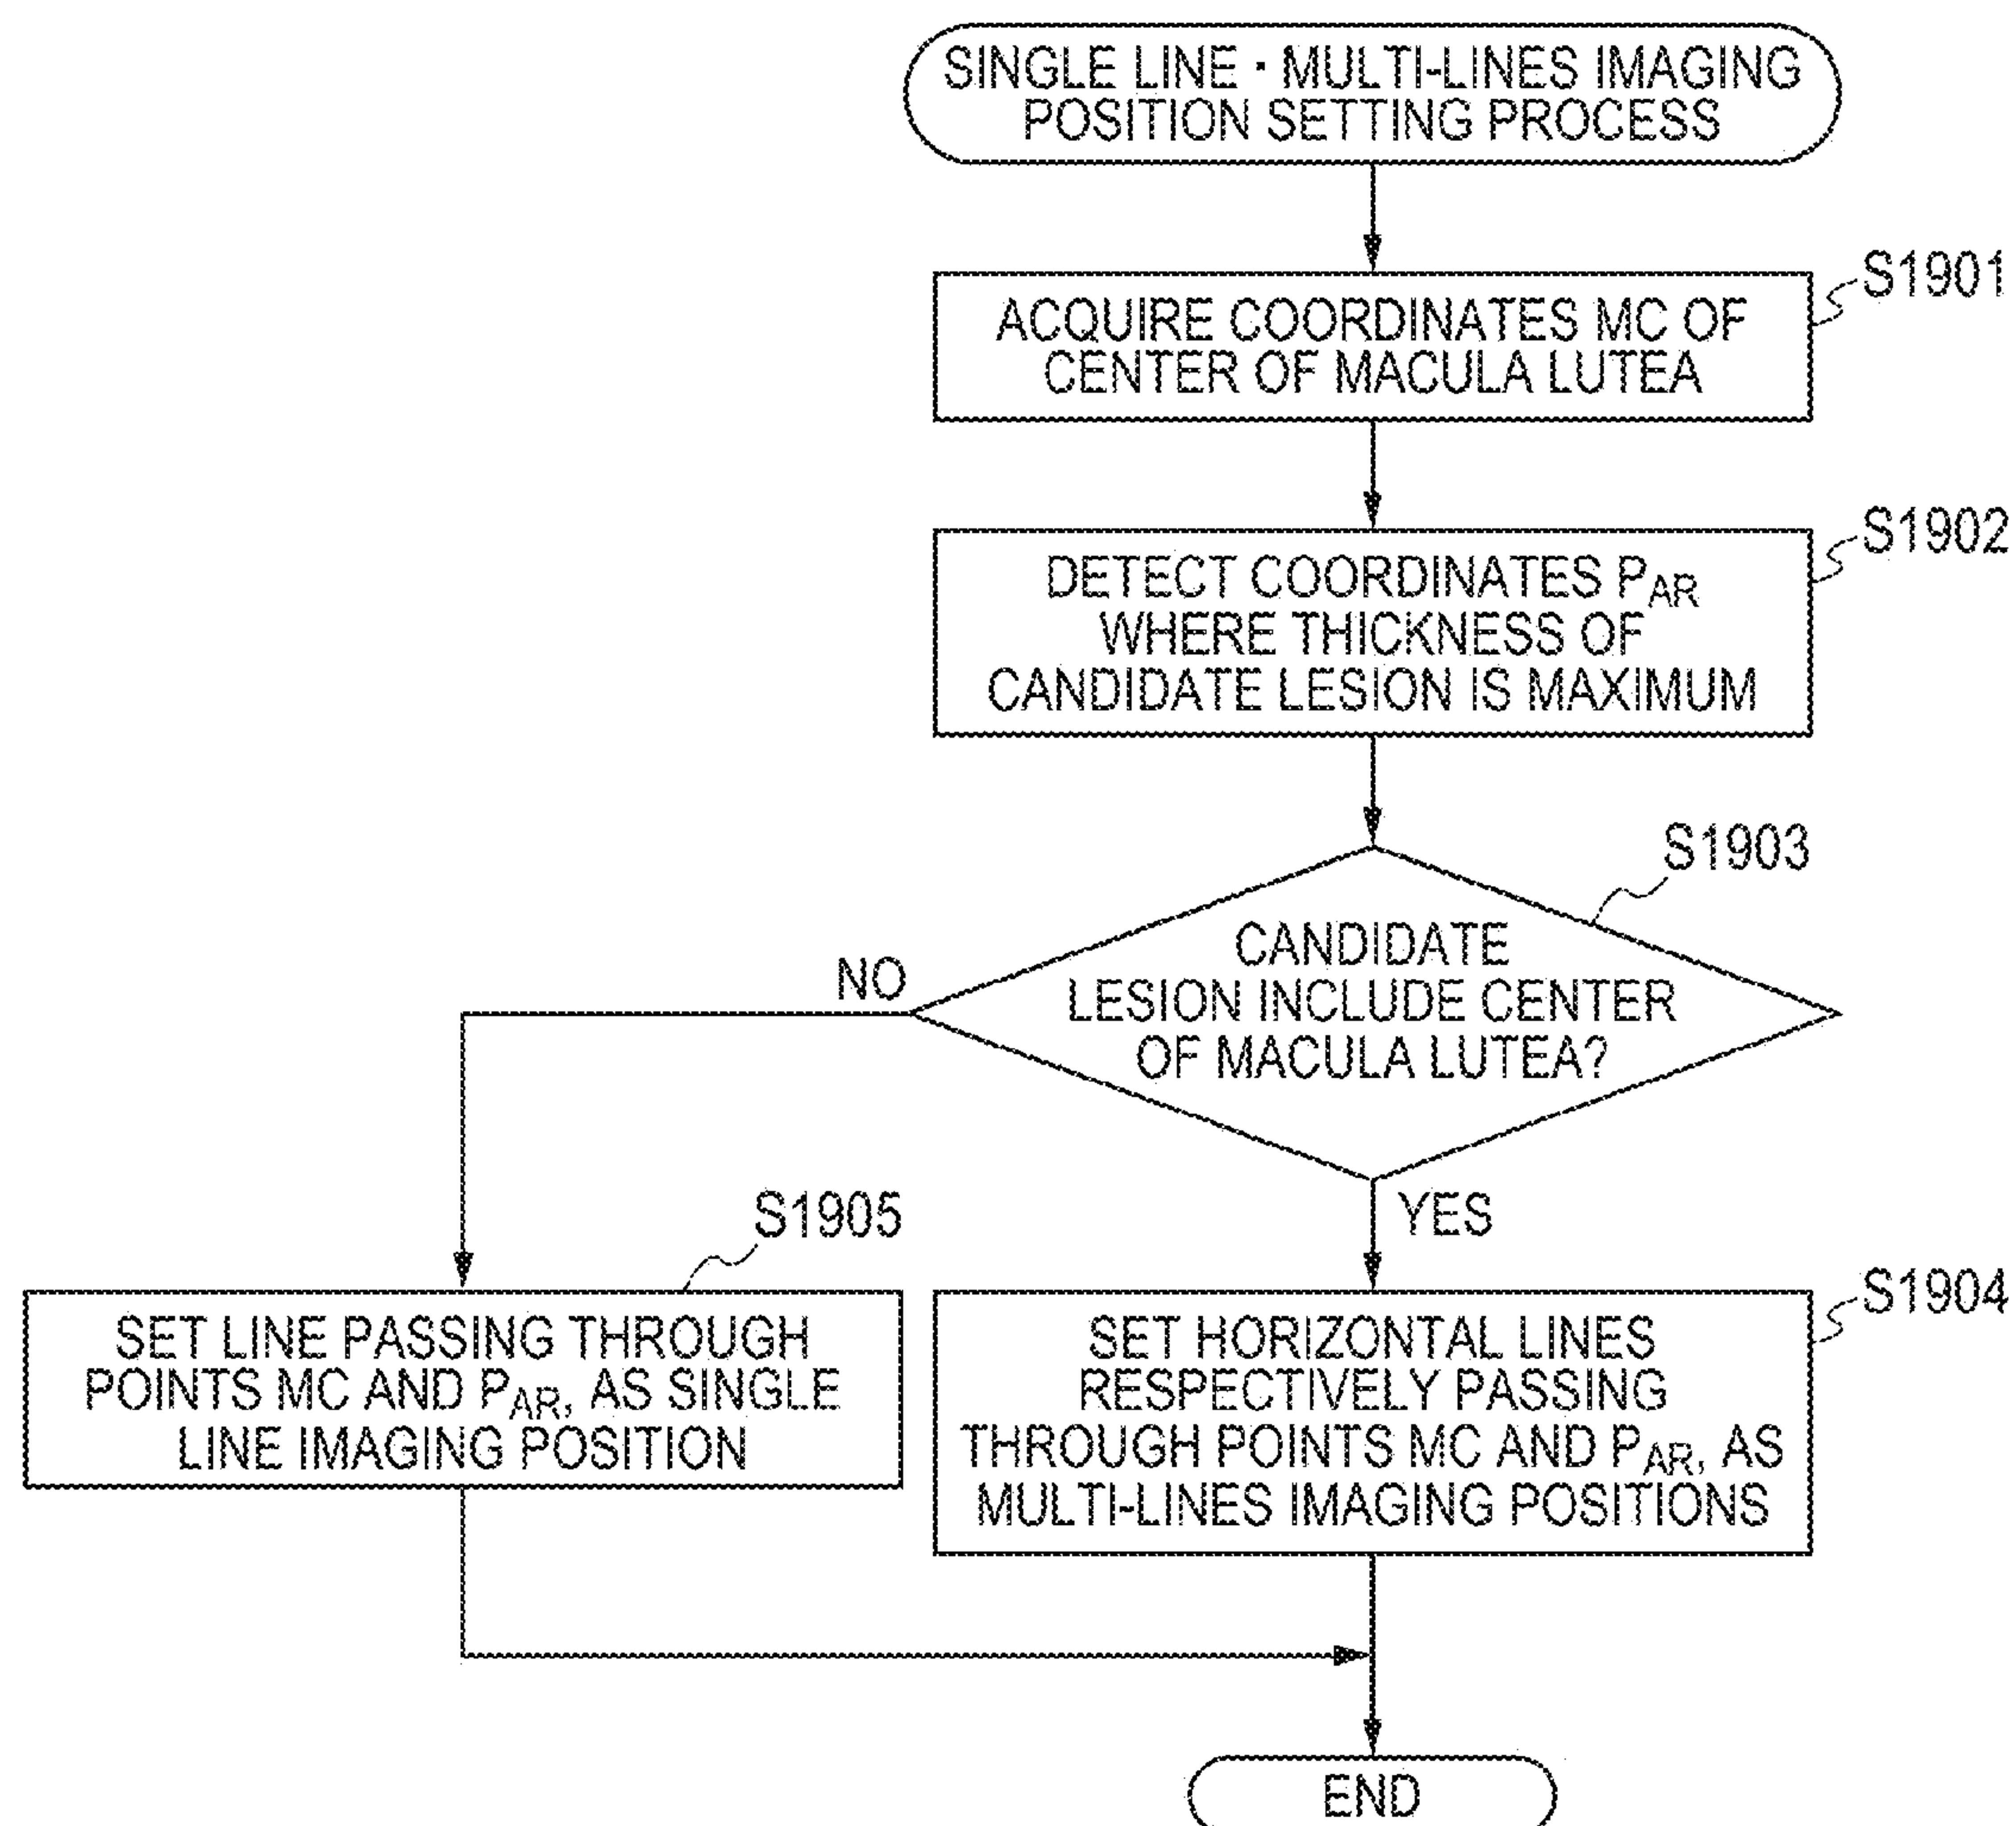 SINGLE LINE · MULTI-LINES IMAGING
POSITION SETTING PROCESS
S1901
ACQUIRE COORDINATES MC OF
CENTER OF MACULA LUTEA
S1902
DETECT COORDINATES PAR
WHERE THICKNESS OF
CANDIDATE LESION IS MAXIMUM
S1903
CANDIDATE
LESION INCLUDE CENTER
OF MACULA LUTEA?
NO
YES
S1905
SET LINE PASSING THROUGH
POINTS MC AND PAR, AS SINGLE
LINE IMAGING POSITION
S1904
SET HORIZONTAL LINES
RESPECTIVELY PASSING
THROUGH POINTS MC AND PAR, AS
MULTI-LINES IMAGING POSITIONS
END